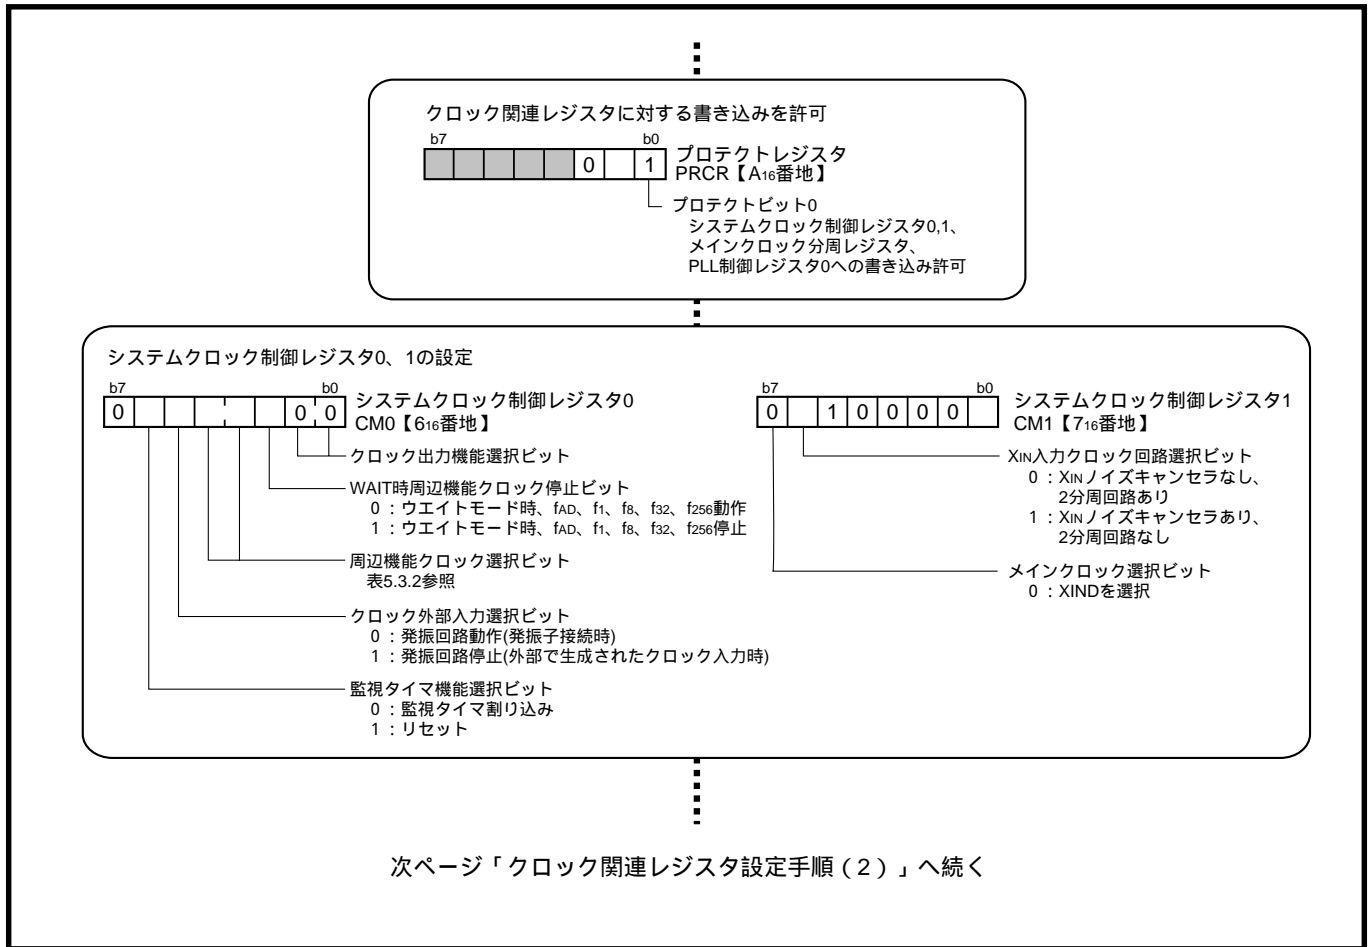 クロック関連レジスタに対する書き込みを許可
b7 b0
0 1
プロテクトレジスタ
PRCR【A16番地】
プロテクトビット0
システムクロック制御レジスタ0,1、
メインクロック分周レジスタ、
PLL制御レジスタ0への書き込み許可
システムクロック制御レジスタ0、1の設定
b7 b0
0 0 0
システムクロック制御レジスタ0
CM0【616番地】
クロック出力機能選択ビット
WAIT時周辺機能クロック停止ビット
0：ウエイトモード時、fAD、f1、f8、f32、f256動作
1：ウエイトモード時、fAD、f1、f8、f32、f256停止
周辺機能クロック選択ビット
表5.3.2参照
クロック外部入力選択ビット
0：発振回路動作(発振子接続時)
1：発振回路停止(外部で生成されたクロック入力時)
監視タイマ機能選択ビット
0：監視タイマ割り込み
1：リセット
b7 b0
0 1 0 0 0 0
システムクロック制御レジスタ1
CM1【716番地】
XIN入力クロック回路選択ビット
0：XINノイズキャンセラなし、
2分周回路あり
1：XINノイズキャンセラあり、
2分周回路なし
メインクロック選択ビット
0：XINDを選択
次ページ「クロック関連レジスタ設定手順（2）」へ続く